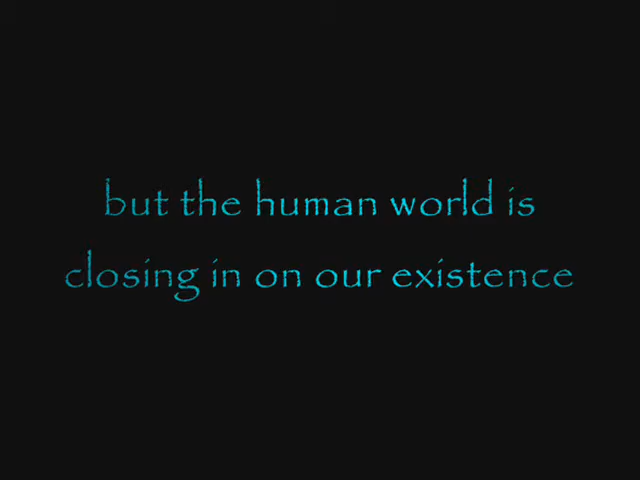 but the human world is
closing in on our existence